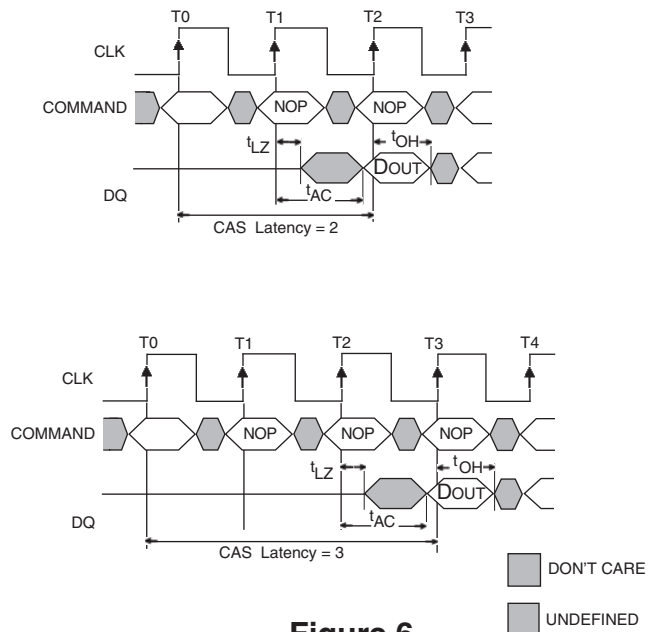 T0 T1 T2 T3
CLK
COMMAND NOP NOP
tLZ tOH
DOUT
tAC
DQ
CAS Latency = 2
T0 T1 T2 T3 T4
CLK
COMMAND NOP NOP NOP
tLZ tOH
DOUT
tAC
DQ
CAS Latency = 3
DON'T CARE
UNDEFINED
Figure 6